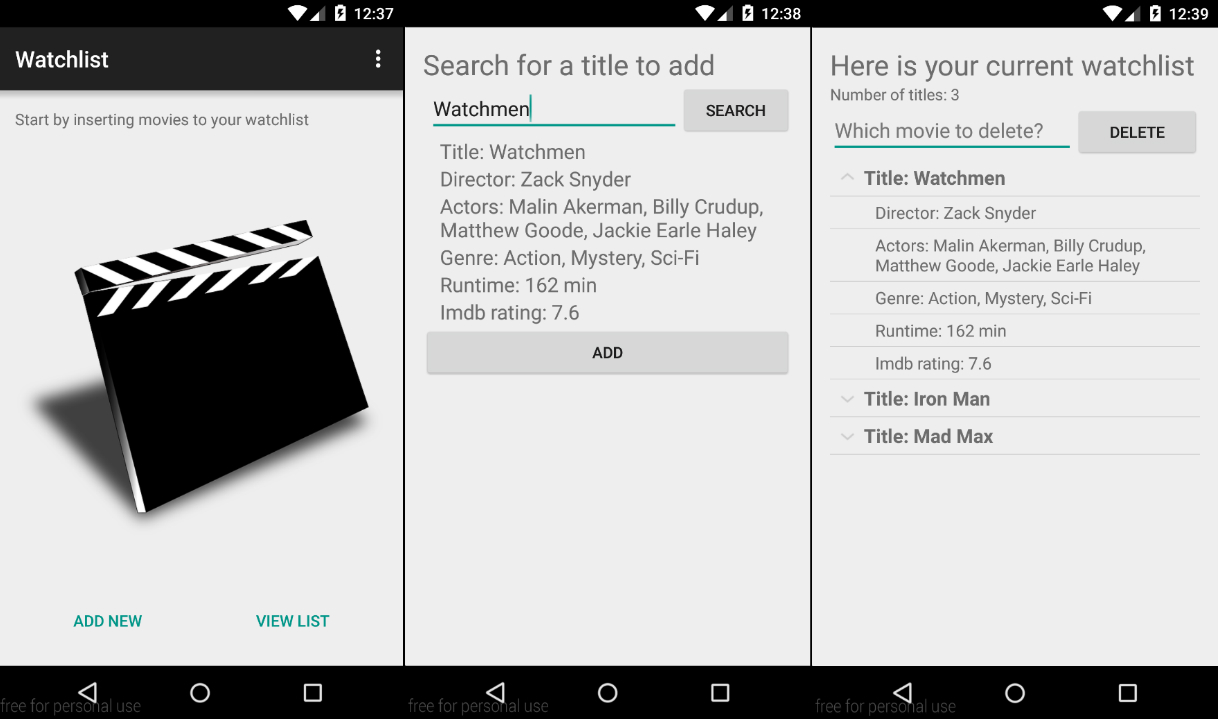 12:37
Watchlist
Start by inserting movies to your watchlist
ADD NEW
VIEW LIST
free for personal use
12:38
Search for a title to add
Watchmen
SEARCH
Title: Watchmen
Director: Zack Snyder
Actors: Malin Akerman, Billy Crudup,
Matthew Goode, Jackie Earle Haley
Genre: Action, Mystery, Sci-Fi
Runtime: 162 min
Imdb rating: 7.6
ADD
free for personal use
12:39
Here is your current watchlist
Number of titles: 3
Which movie to delete?
DELETE
Title: Watchmen
Director: Zack Snyder
Actors: Malin Akerman, Billy Crudup,
Matthew Goode, Jackie Earle Haley
Genre: Action, Mystery, Sci-Fi
Runtime: 162 min
Imdb rating: 7.6
Title: Iron Man
Title: Mad Max
free for personal use